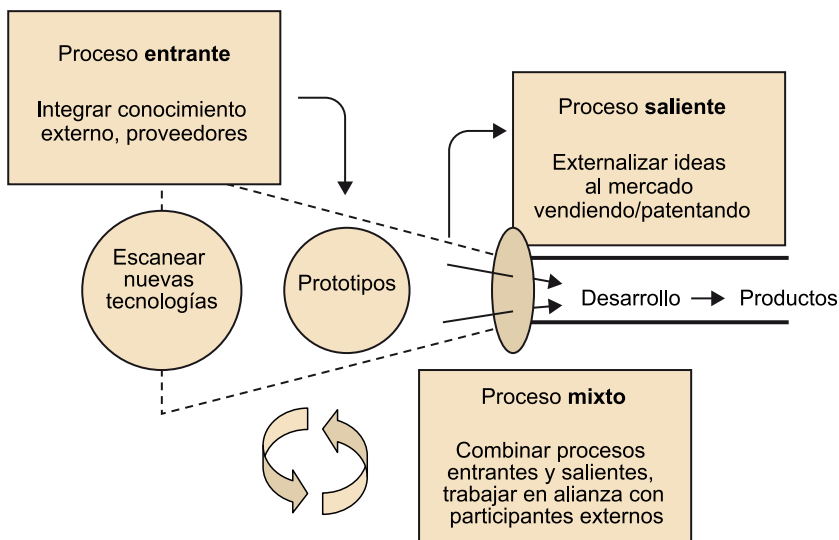 Proceso entrante
Integrar conocimiento
externo, proveedores
Proceso saliente
Externalizar ideas
al mercado
vendiendo/patentando
Escanear
nuevas
tecnologías
Prototipos
Desarrollo
Productos
Proceso mixto
Combinar procesos
entrantes y salientes,
trabajar en alianza con
participantes externos